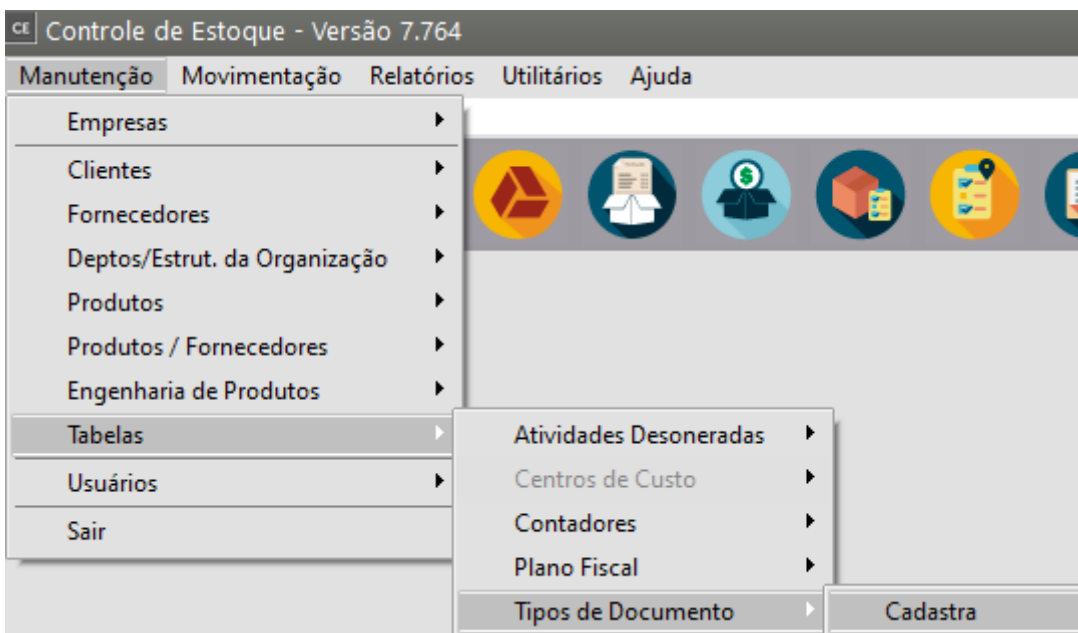 CE Controle de Estoque - Versão 7.764
Manutenção Movimentação Relatórios Utilitários Ajuda
Empresas
Clientes
Fornecedores
Deptos/Estrut. da Organização
Produtos
Produtos / Fornecedores
Engenharia de Produtos
Tabelas
Usuários
Sair
Atividades Desoneradas
Centros de Custo
Contadores
Plano Fiscal
Tipos de Documento
Cadastra